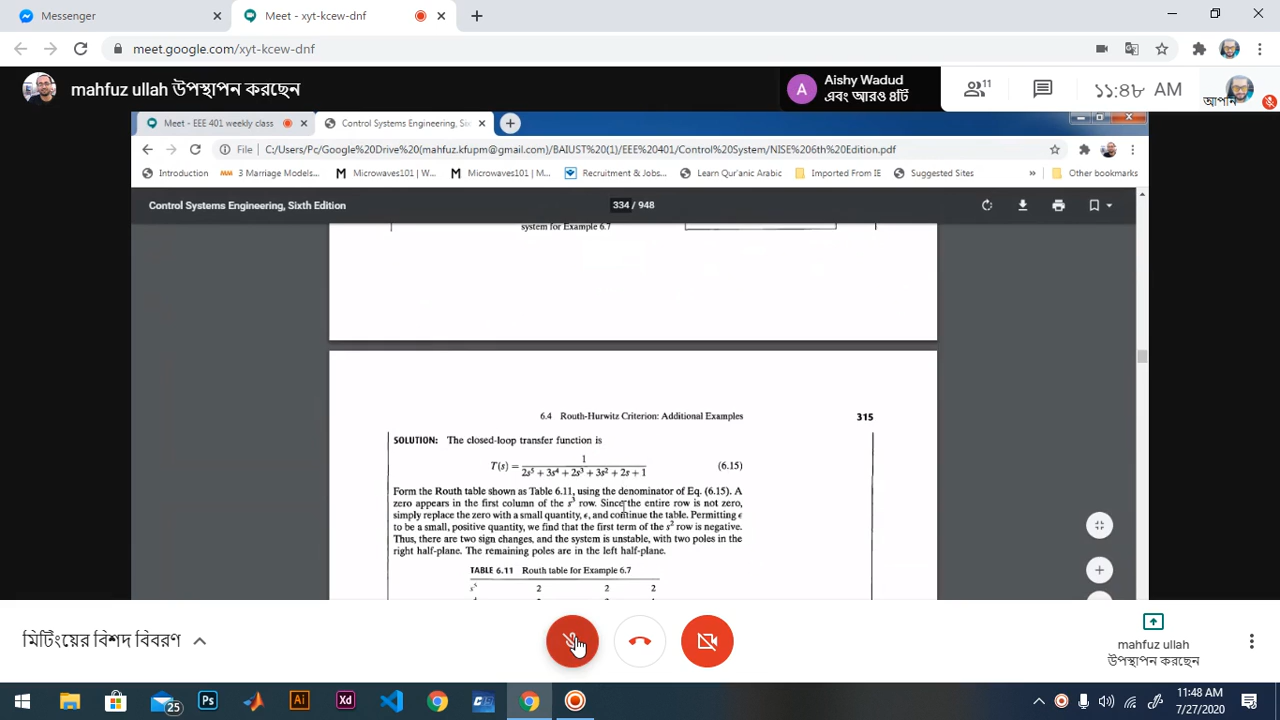 Messenger
Meet - xyt-kcew-dnf
meet.google.com/xyt-kcew-dnf
mahfuz ullah উপস্থাপন করছেন
A
Aishy Wadud
এবং আরও ৪টি
11
১১:৪৮ AM
আপনি
Meet - EEE 401 weekly class
Control Systems Engineering, Six
File
C:/Users/Pc/Google%20Drive%20(mahfuz.kfupm@gmail.com)/BAIUST%20(1)/EEE%20401/Control%20System/NISE%206th%20Edition.pdf
Introduction
3 Marriage Models...
Microwaves101 | W...
Microwaves101 | M...
Recruitment & Jobs...
Learn Qur'anic Arabic
Imported From IE
Suggested Sites
»
Other bookmarks
Control Systems Engineering, Sixth Edition
334 / 948
system for Example 6.7
6.4 Routh-Hurwitz Criterion: Additional Examples
315
SOLUTION: The closed-loop transfer function is
T(s) = 1 / (2s⁵ + 3s⁴ + 2s³ + 3s² + 2s + 1) (6.15)
Form the Routh table shown as Table 6.11, using the denominator of Eq. (6.15). A
zero appears in the first column of the s³ row. Since the entire row is not zero,
simply replace the zero with a small quantity, ϵ, and continue the table. Permitting ϵ
to be a small, positive quantity, we find that the first term of the s² row is negative.
Thus, there are two sign changes, and the system is unstable, with two poles in the
right half-plane. The remaining poles are in the left half-plane.
TABLE 6.11 Routh table for Example 6.7
s⁵ 2 2 2
মিটিংয়ের বিশদ বিবরণ
mahfuz ullah
উপস্থাপন করছেন
25
Ps
Ai
Xd
11:48 AM
7/27/2020